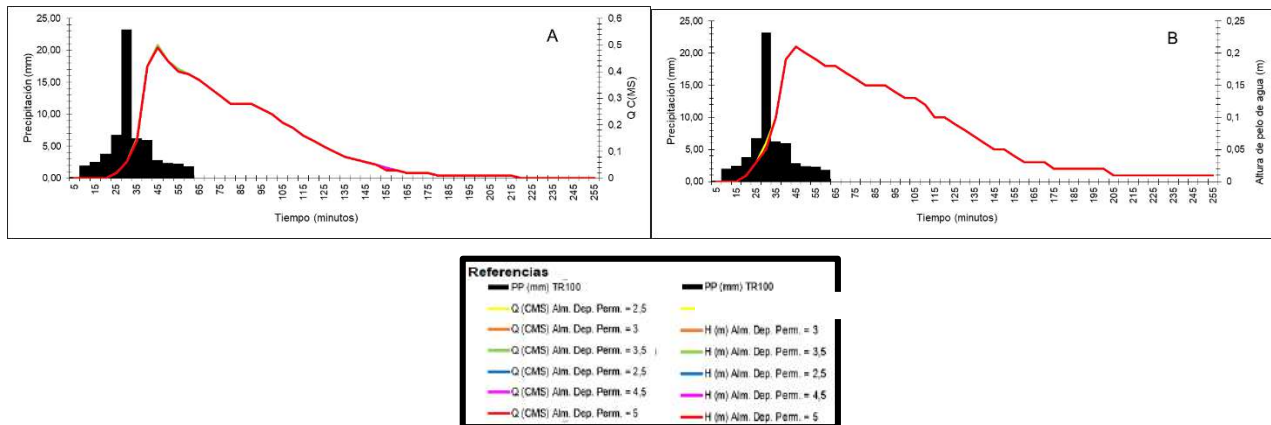 A
Precipitación (mm)
25,00
20,00
15,00
10,00
5,00
0,00
0,6
0,5
0,4
0,3
0,2
0,1
0
Q C(MS)
5 15 25 35 45 55 65 75 85 95 105 115 125 135 145 155 165 175 185 195 205 215 225 235 245 255
Tiempo (minutos)
B
Precipitación (mm)
25,00
20,00
15,00
10,00
5,00
0,00
0,25
0,2
0,15
0,1
0,05
0
Altura de pelo de agua (m)
5 15 25 35 45 55 65 75 85 95 105 115 125 135 145 155 165 175 185 195 205 215 225 235 245 255
Tiempo (minutos)
Referencias
PP (mm) TR100
Q (CMS) Alm. Dep. Perm. = 2,5
Q (CMS) Alm. Dep. Perm. = 3
Q (CMS) Alm. Dep. Perm. = 3,5
Q (CMS) Alm. Dep. Perm. = 2,5
Q (CMS) Alm. Dep. Perm. = 4,5
Q (CMS) Alm. Dep. Perm. = 5
PP (mm) TR100
H (m) Alm. Dep. Perm. = 3
H (m) Alm. Dep. Perm. = 3,5
H (m) Alm. Dep. Perm. = 2,5
H (m) Alm. Dep. Perm. = 4,5
H (m) Alm. Dep. Perm. = 5